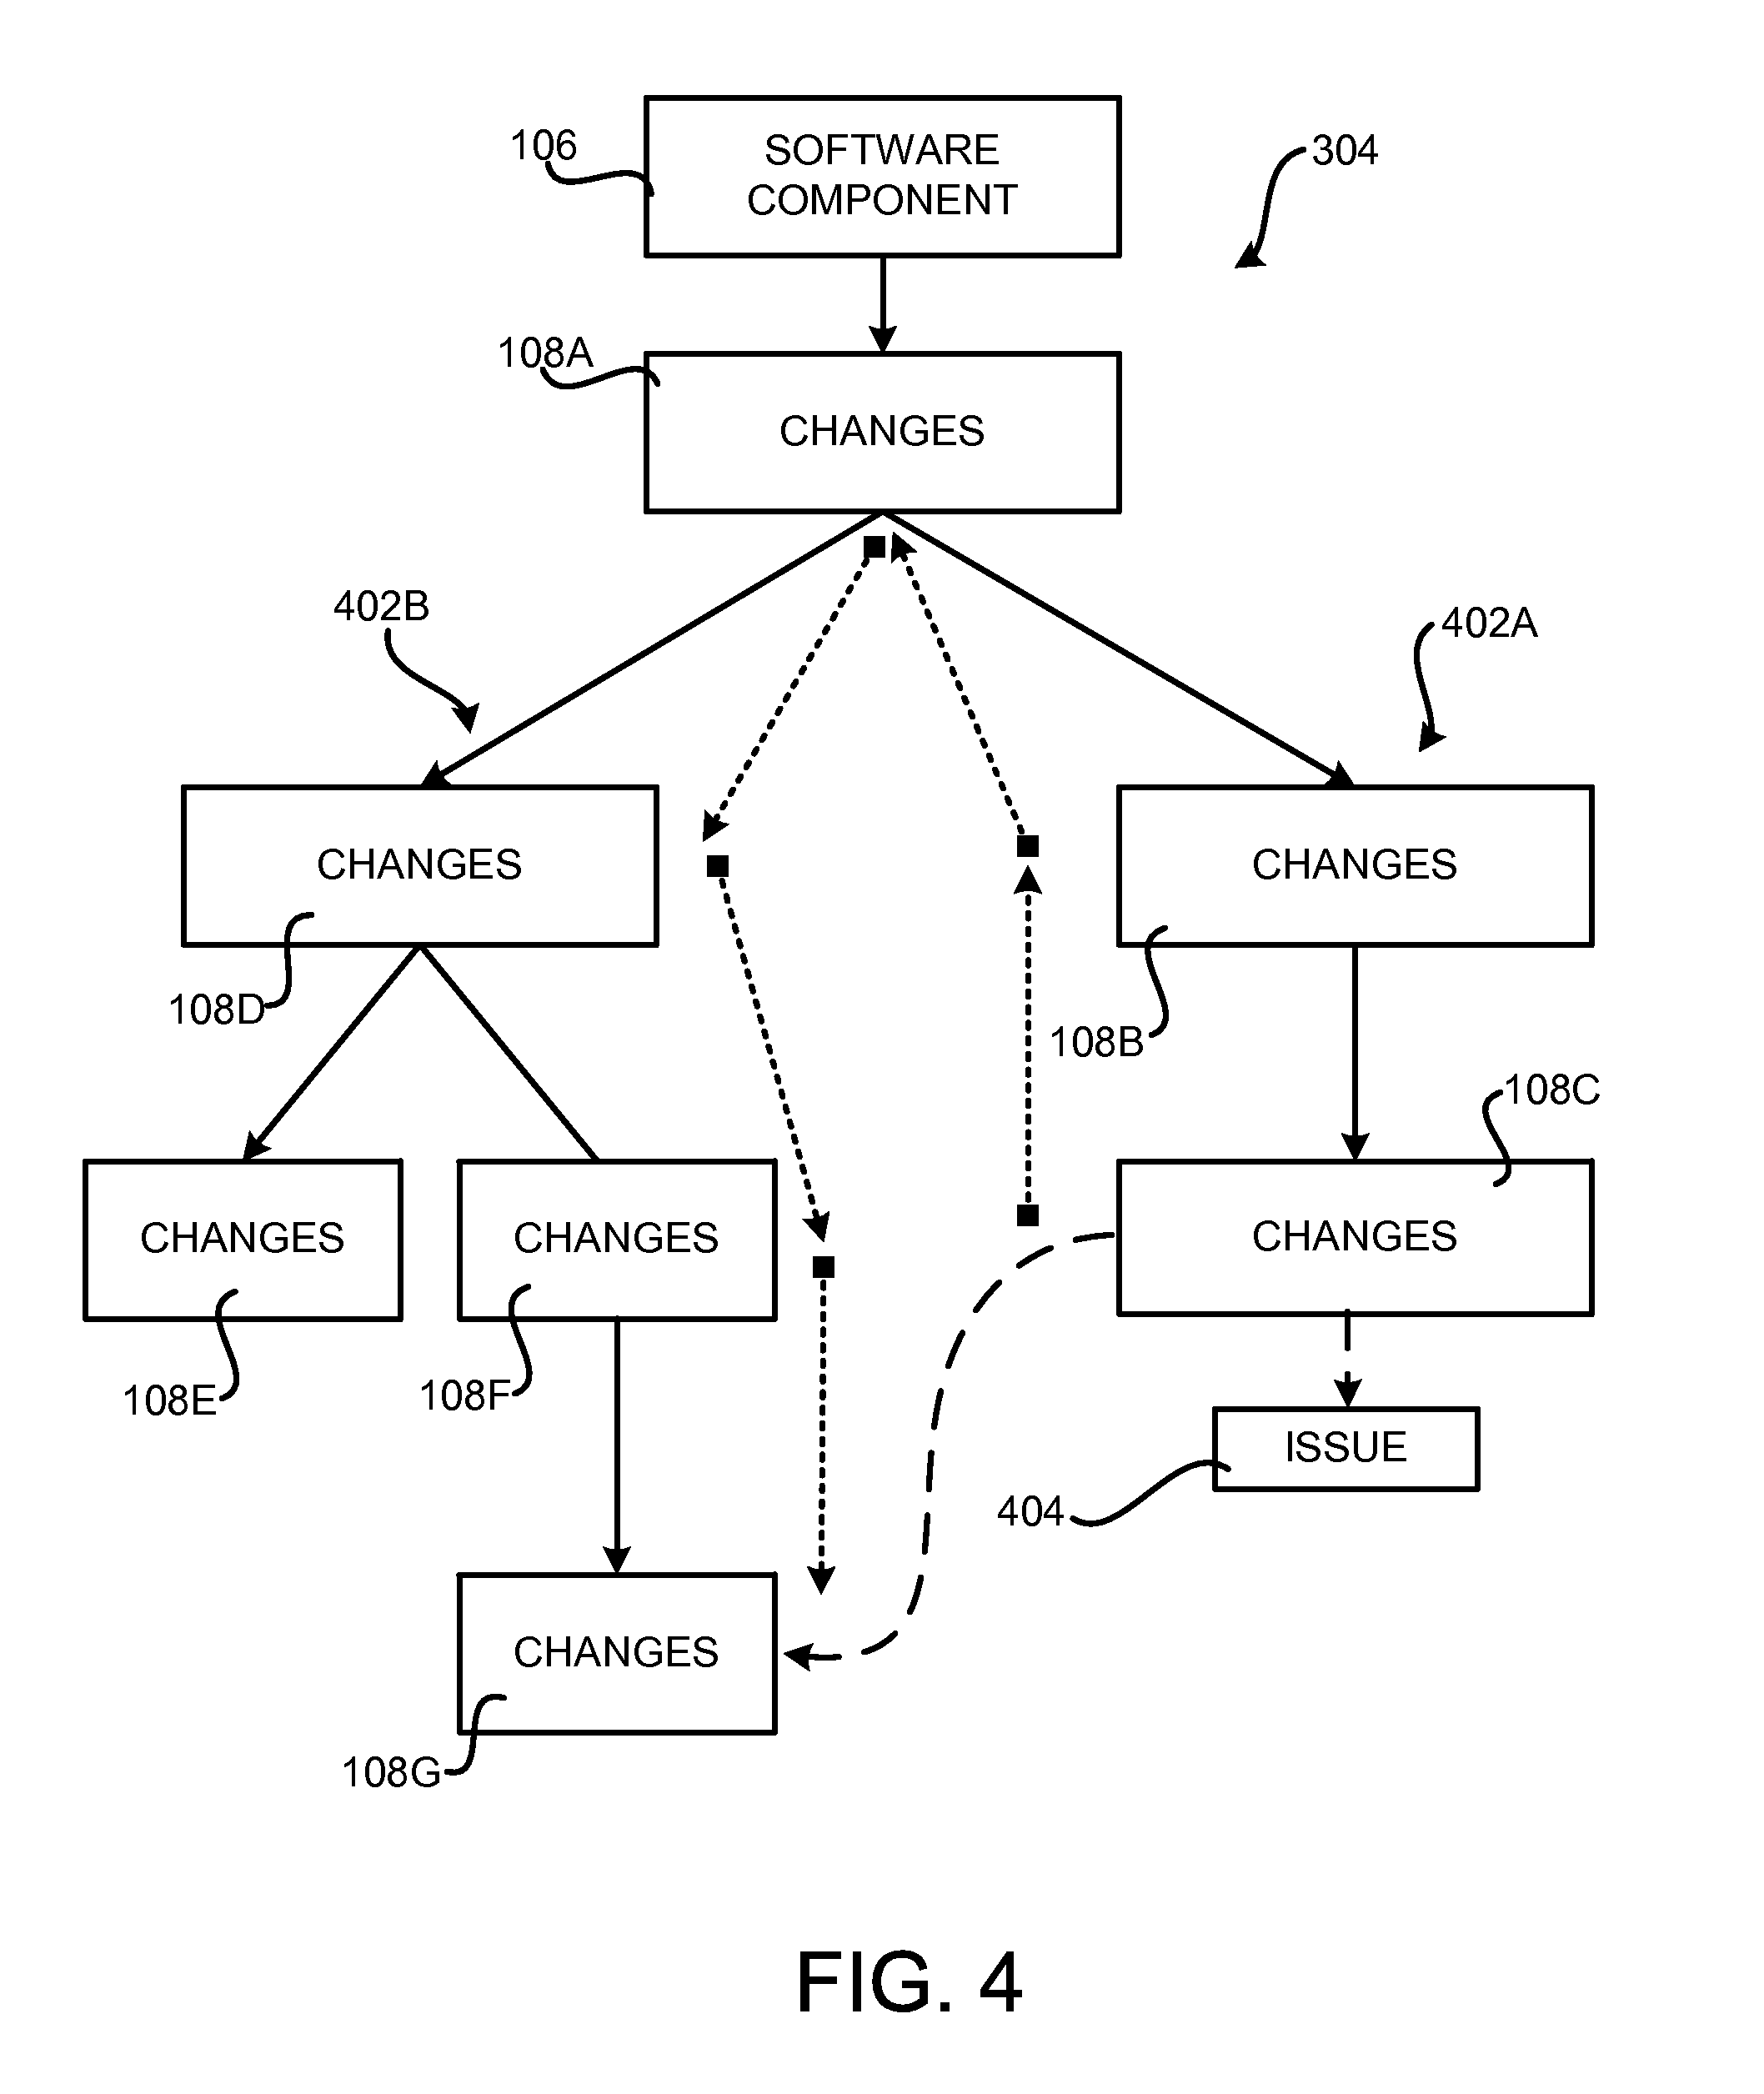 106
SOFTWARE
COMPONENT
304
108A
CHANGES
402B
402A
CHANGES
CHANGES
108D
108B
108C
CHANGES
CHANGES
CHANGES
108E
108F
ISSUE
404
CHANGES
108G
FIG. 4